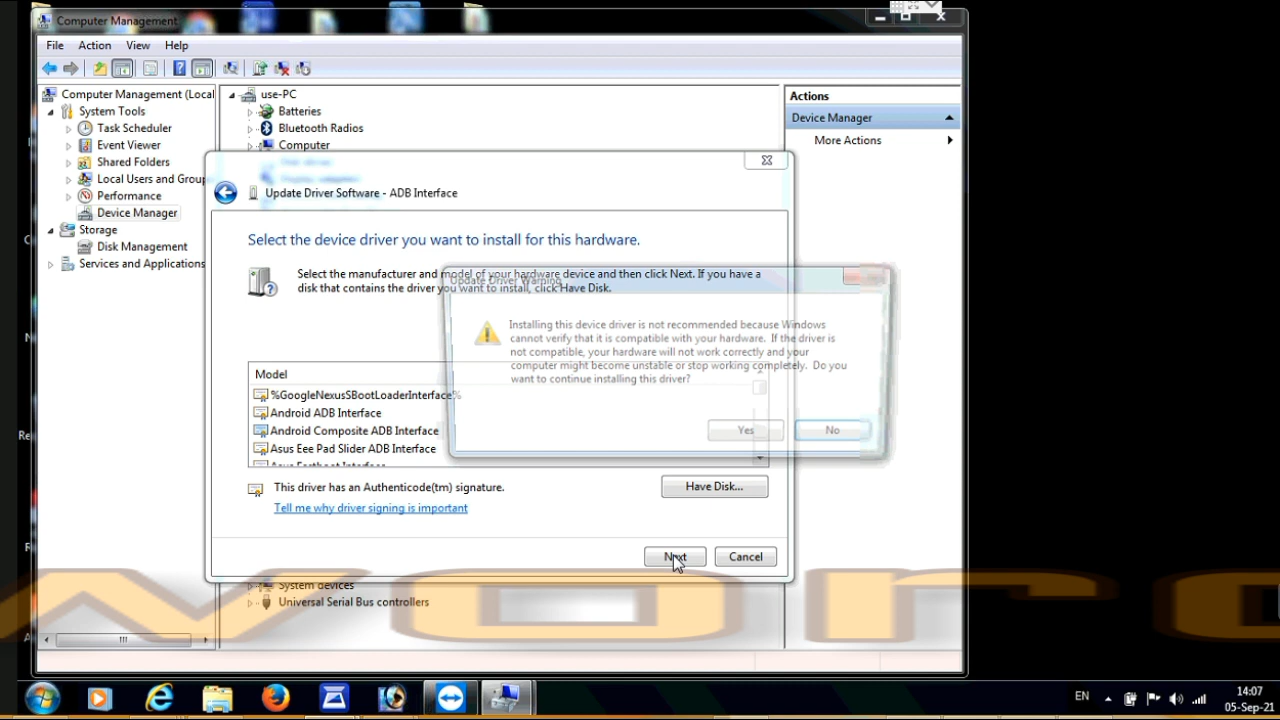 Computer Management
File Action View Help
Computer Management (Local
System Tools
Task Scheduler
Event Viewer
Shared Folders
Local Users and Group
Performance
Device Manager
Storage
Disk Management
Services and Applications
use-PC
Batteries
Bluetooth Radios
Computer
Actions
Device Manager
More Actions
Update Driver Software - ADB Interface
Select the device driver you want to install for this hardware.
Select the manufacturer and model of your hardware device and then click Next. If you have a
disk that contains the driver you want to install, click Have Disk.
Update Driver Warning
Installing this device driver is not recommended because Windows
cannot verify that it is compatible with your hardware. If the driver is
not compatible, your hardware will not work correctly and your
computer might become unstable or stop working completely. Do you
want to continue installing this driver?
Yes No
Model
%GoogleNexusSBootLoaderInterface%
Android ADB Interface
Android Composite ADB Interface
Asus Eee Pad Slider ADB Interface
Asus Fastboot Interface
This driver has an Authenticode(tm) signature.
Tell me why driver signing is important
Have Disk...
Next Cancel
System devices
Universal Serial Bus controllers
EN
14:07
05-Sep-21